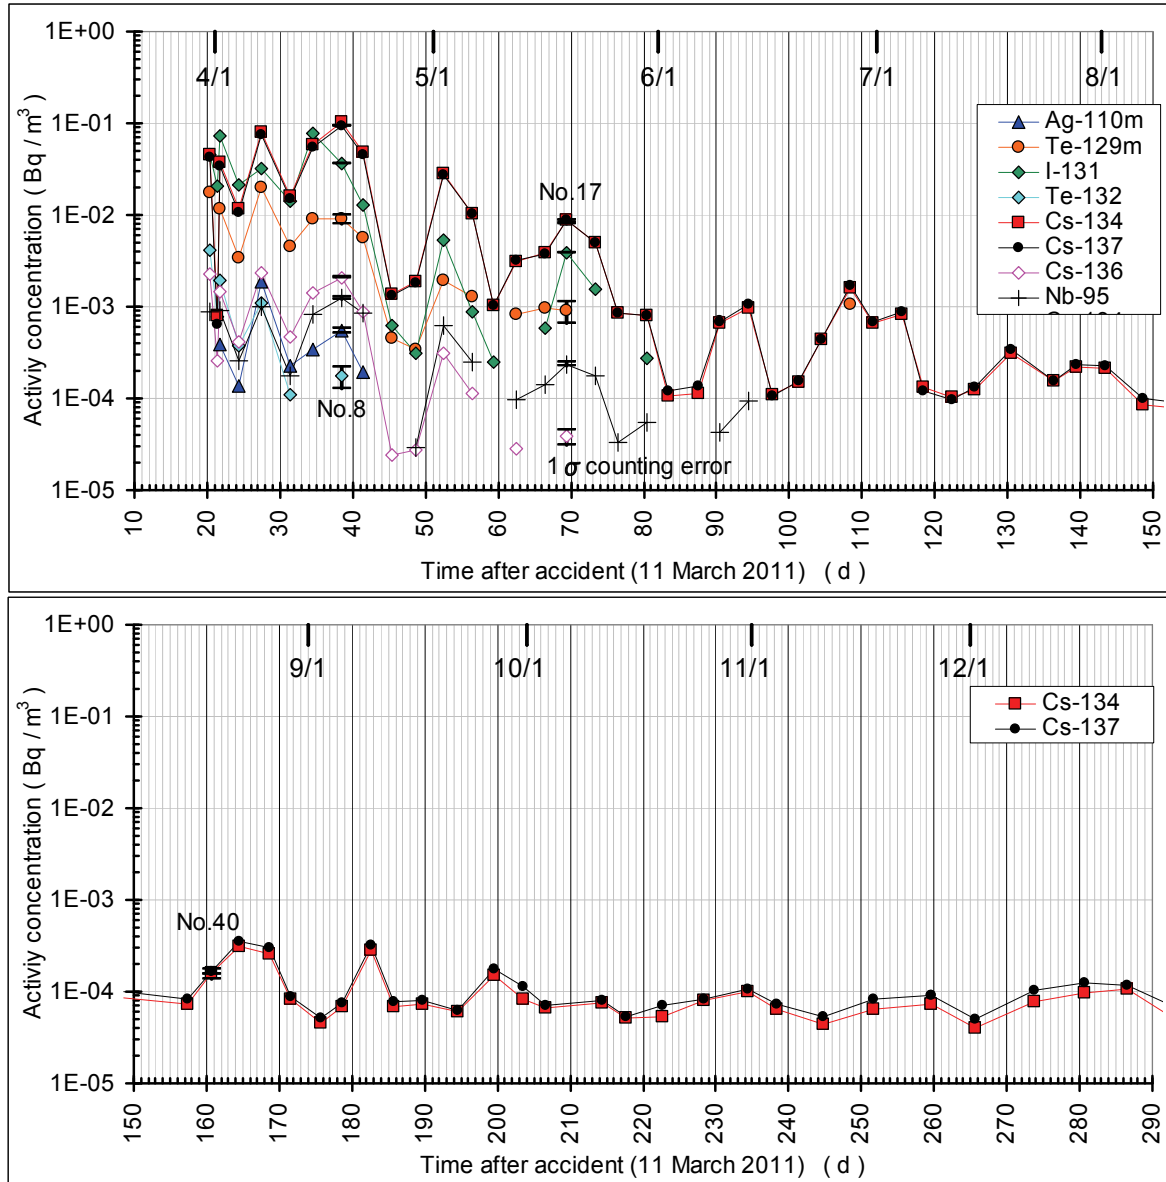 1E+00
1E-01
1E-02
1E-03
1E-04
1E-05
Activiy concentration ( Bq / m³ )
4/1
5/1
6/1
7/1
8/1
Ag-110m
Te-129m
I-131
Te-132
Cs-134
Cs-137
Cs-136
Nb-95
No.8
No.17
1 σ counting error
10 20 30 40 50 60 70 80 90 100 110 120 130 140 150
Time after accident (11 March 2011) ( d )
1E+00
1E-01
1E-02
1E-03
1E-04
1E-05
Activiy concentration ( Bq / m³ )
9/1
10/1
11/1
12/1
Cs-134
Cs-137
No.40
150 160 170 180 190 200 210 220 230 240 250 260 270 280 290
Time after accident (11 March 2011) ( d )